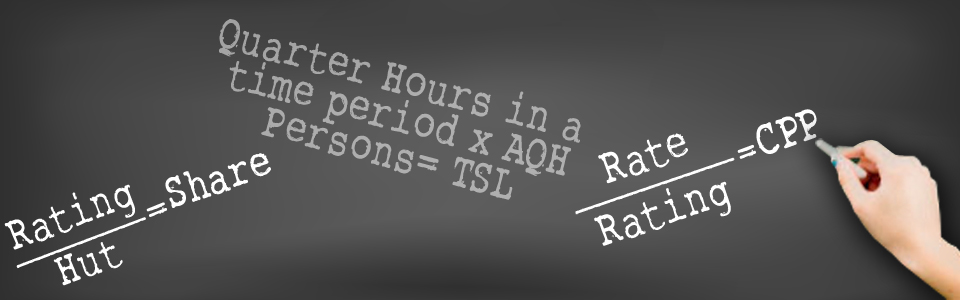 Rating
Hut
=Share
Quarter Hours in a
time period x AQH
Persons= TSL
Rate
Rating
=CPP